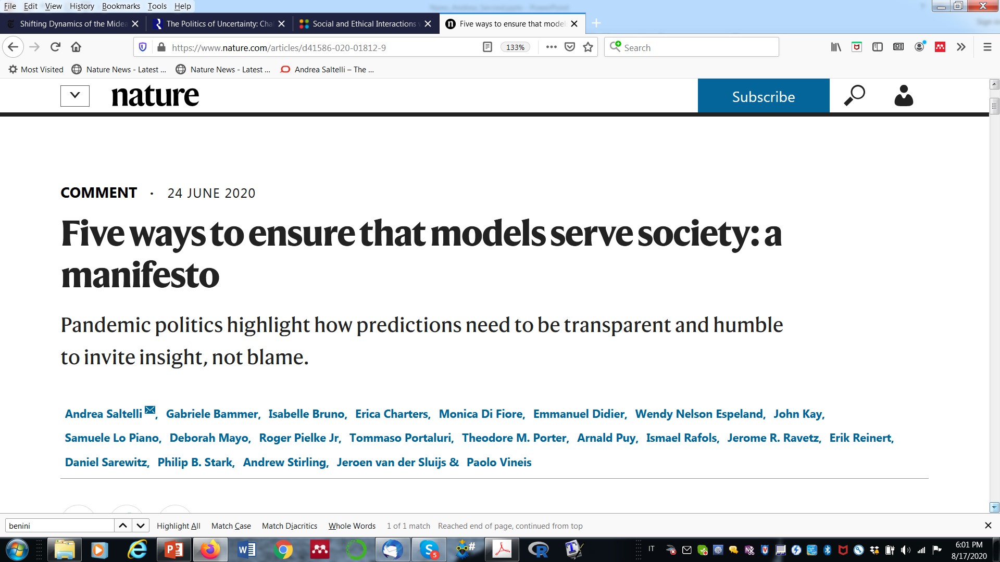 File Edit View History Bookmarks Tools Help
Shifting Dynamics of the Midea
The Politics of Uncertainty: Cha
Social and Ethical Interactions
Five ways to ensure that model
https://www.nature.com/articles/d41586-020-01812-9
133%
Search
Most Visited
Nature News - Latest ...
Nature News - Latest ...
Andrea Saltelli – The ...
nature
Subscribe
COMMENT · 24 JUNE 2020
Five ways to ensure that models serve society: a
manifesto
Pandemic politics highlight how predictions need to be transparent and humble
to invite insight, not blame.
Andrea Saltelli, Gabriele Bammer, Isabelle Bruno, Erica Charters, Monica Di Fiore, Emmanuel Didier, Wendy Nelson Espeland, John Kay,
Samuele Lo Piano, Deborah Mayo, Roger Pielke Jr, Tommaso Portaluri, Theodore M. Porter, Arnald Puy, Ismael Rafols, Jerome R. Ravetz, Erik Reinert,
Daniel Sarewitz, Philip B. Stark, Andrew Stirling, Jeroen van der Sluijs & Paolo Vineis
benini
Highlight All
Match Case
Match Diacritics
Whole Words
1 of 1 match
Reached end of page, continued from top
IT
6:01 PM
8/17/2020